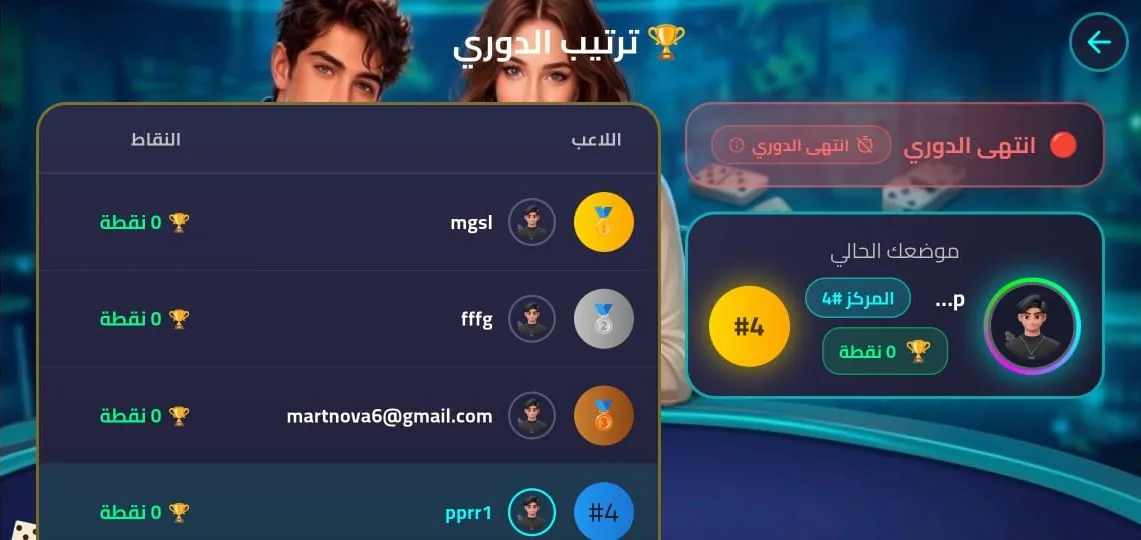 🏆 ترتيب الدوري
🔴 انتهى الدوري
انتهى الدوري
موضعك الحالي
p...
المركز #4
🏆 0 نقطة
#4
اللاعب النقاط
🥇 mgsl 🏆 0 نقطة
🥈 fffg 🏆 0 نقطة
🥉 martnova6@gmail.com 🏆 0 نقطة
#4 pprr1 🏆 0 نقطة